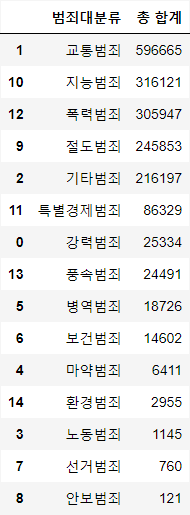 범죄대분류 총 합계
1 교통범죄 596665
10 지능범죄 316121
12 폭력범죄 305947
9 절도범죄 245853
2 기타범죄 216197
11 특별경제범죄 86329
0 강력범죄 25334
13 풍속범죄 24491
5 병역범죄 18726
6 보건범죄 14602
4 마약범죄 6411
14 환경범죄 2955
3 노동범죄 1145
7 선거범죄 760
8 안보범죄 121